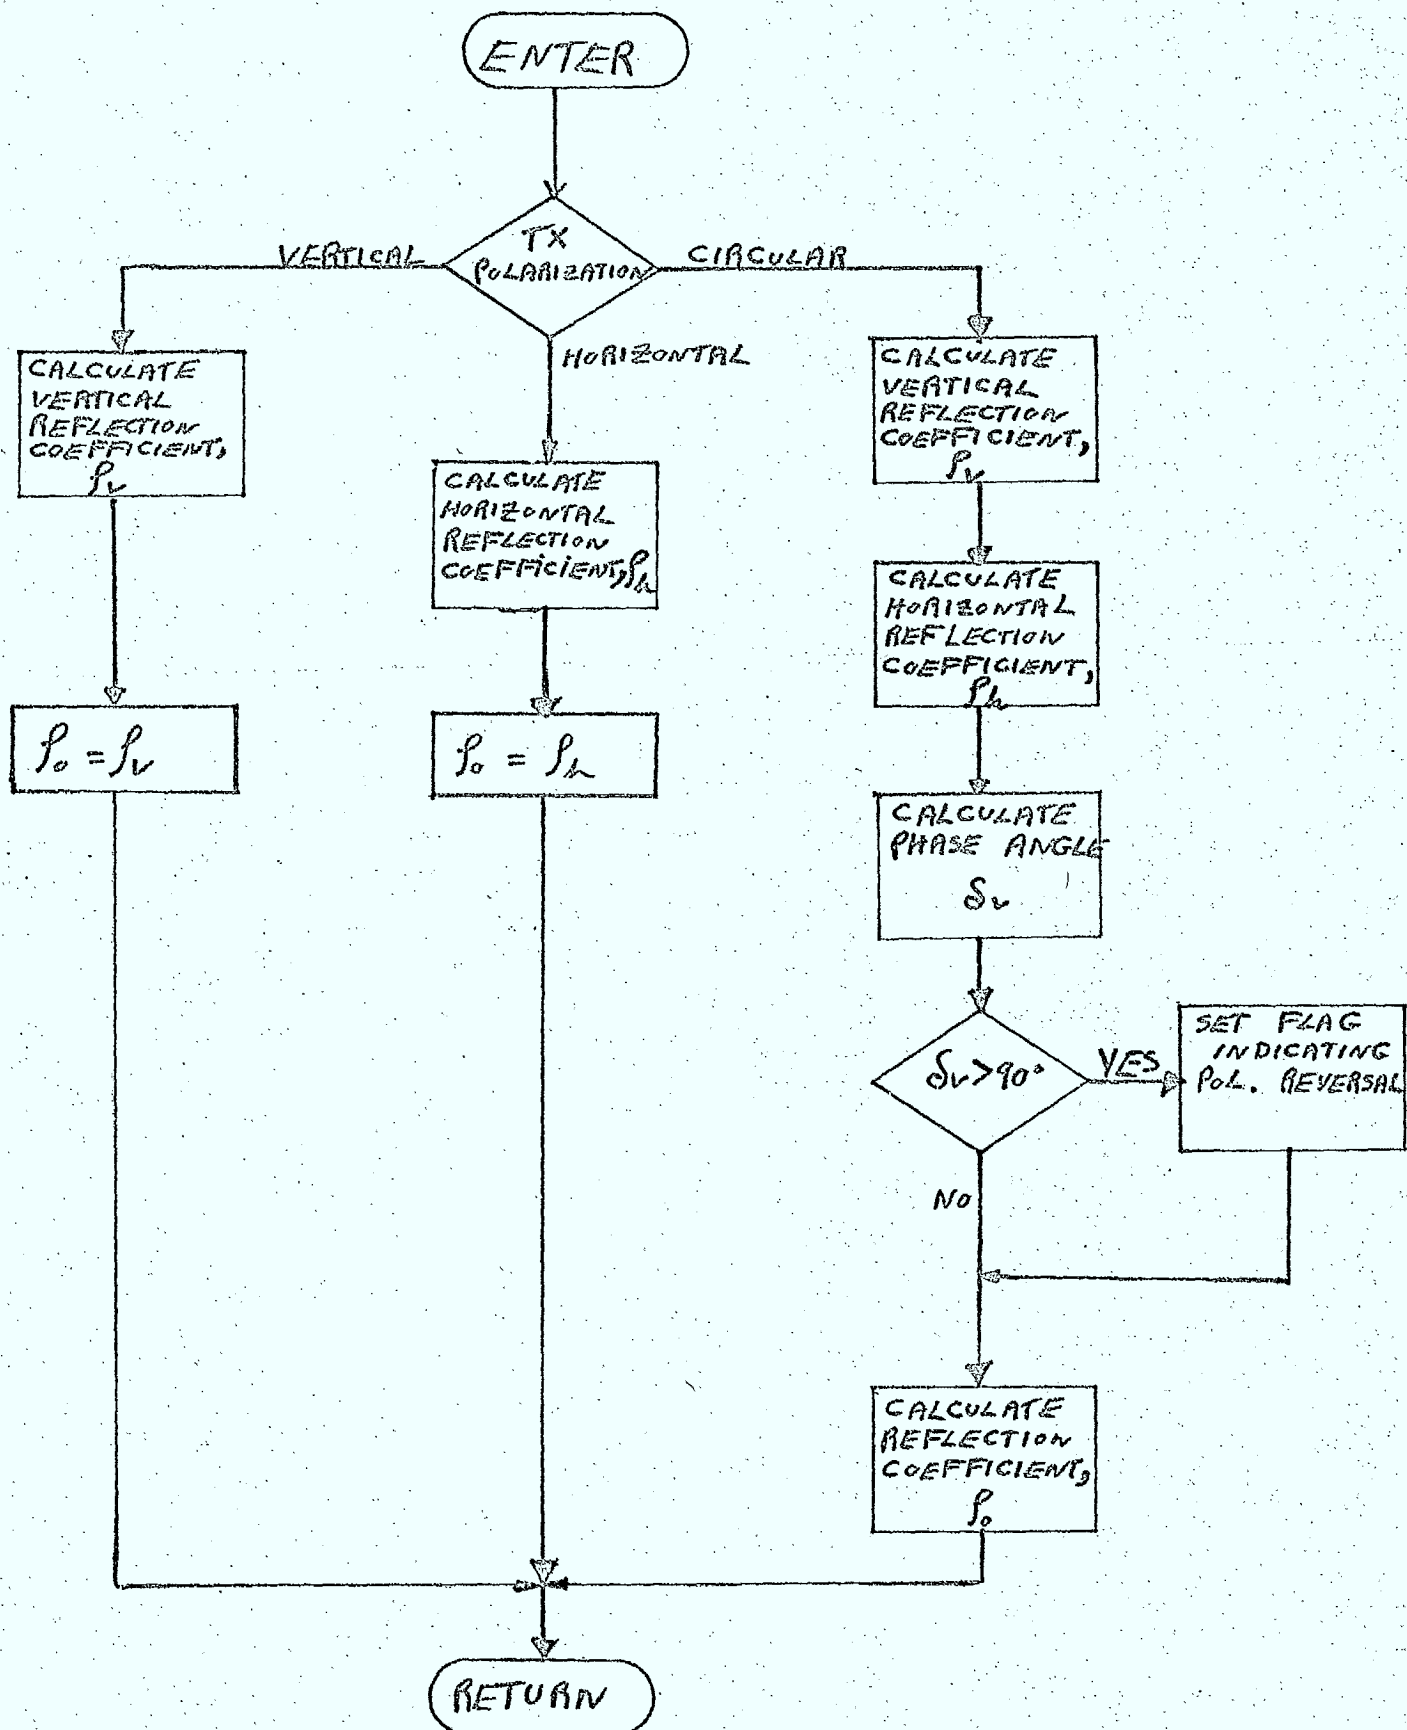 ENTER
TX
POLARIZATION
VERTICAL
CIRCULAR
HORIZONTAL
CALCULATE
VERTICAL
REFLECTION
COEFFICIENT,
ρv
ρo = ρv
CALCULATE
HORIZONTAL
REFLECTION
COEFFICIENT, ρh
ρo = ρh
CALCULATE
VERTICAL
REFLECTION
COEFFICIENT,
ρv
CALCULATE
HORIZONTAL
REFLECTION
COEFFICIENT,
ρh
CALCULATE
PHASE ANGLE
δv
δv>90°
YES
SET FLAG
INDICATING
POL. REVERSAL
NO
CALCULATE
REFLECTION
COEFFICIENT,
ρo
RETURN